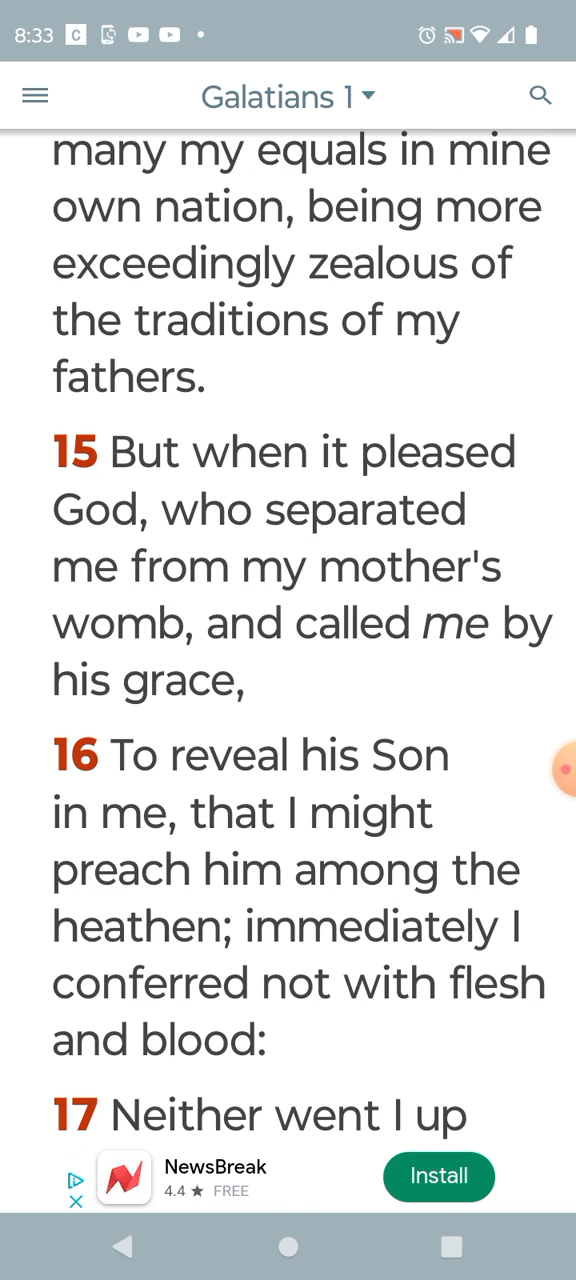 8:33
Galatians 1
many my equals in mine
own nation, being more
exceedingly zealous of
the traditions of my
fathers.
15 But when it pleased
God, who separated
me from my mother's
womb, and called me by
his grace,
16 To reveal his Son
in me, that I might
preach him among the
heathen; immediately I
conferred not with flesh
and blood:
17 Neither went I up
NewsBreak
4.4 ★ FREE
Install